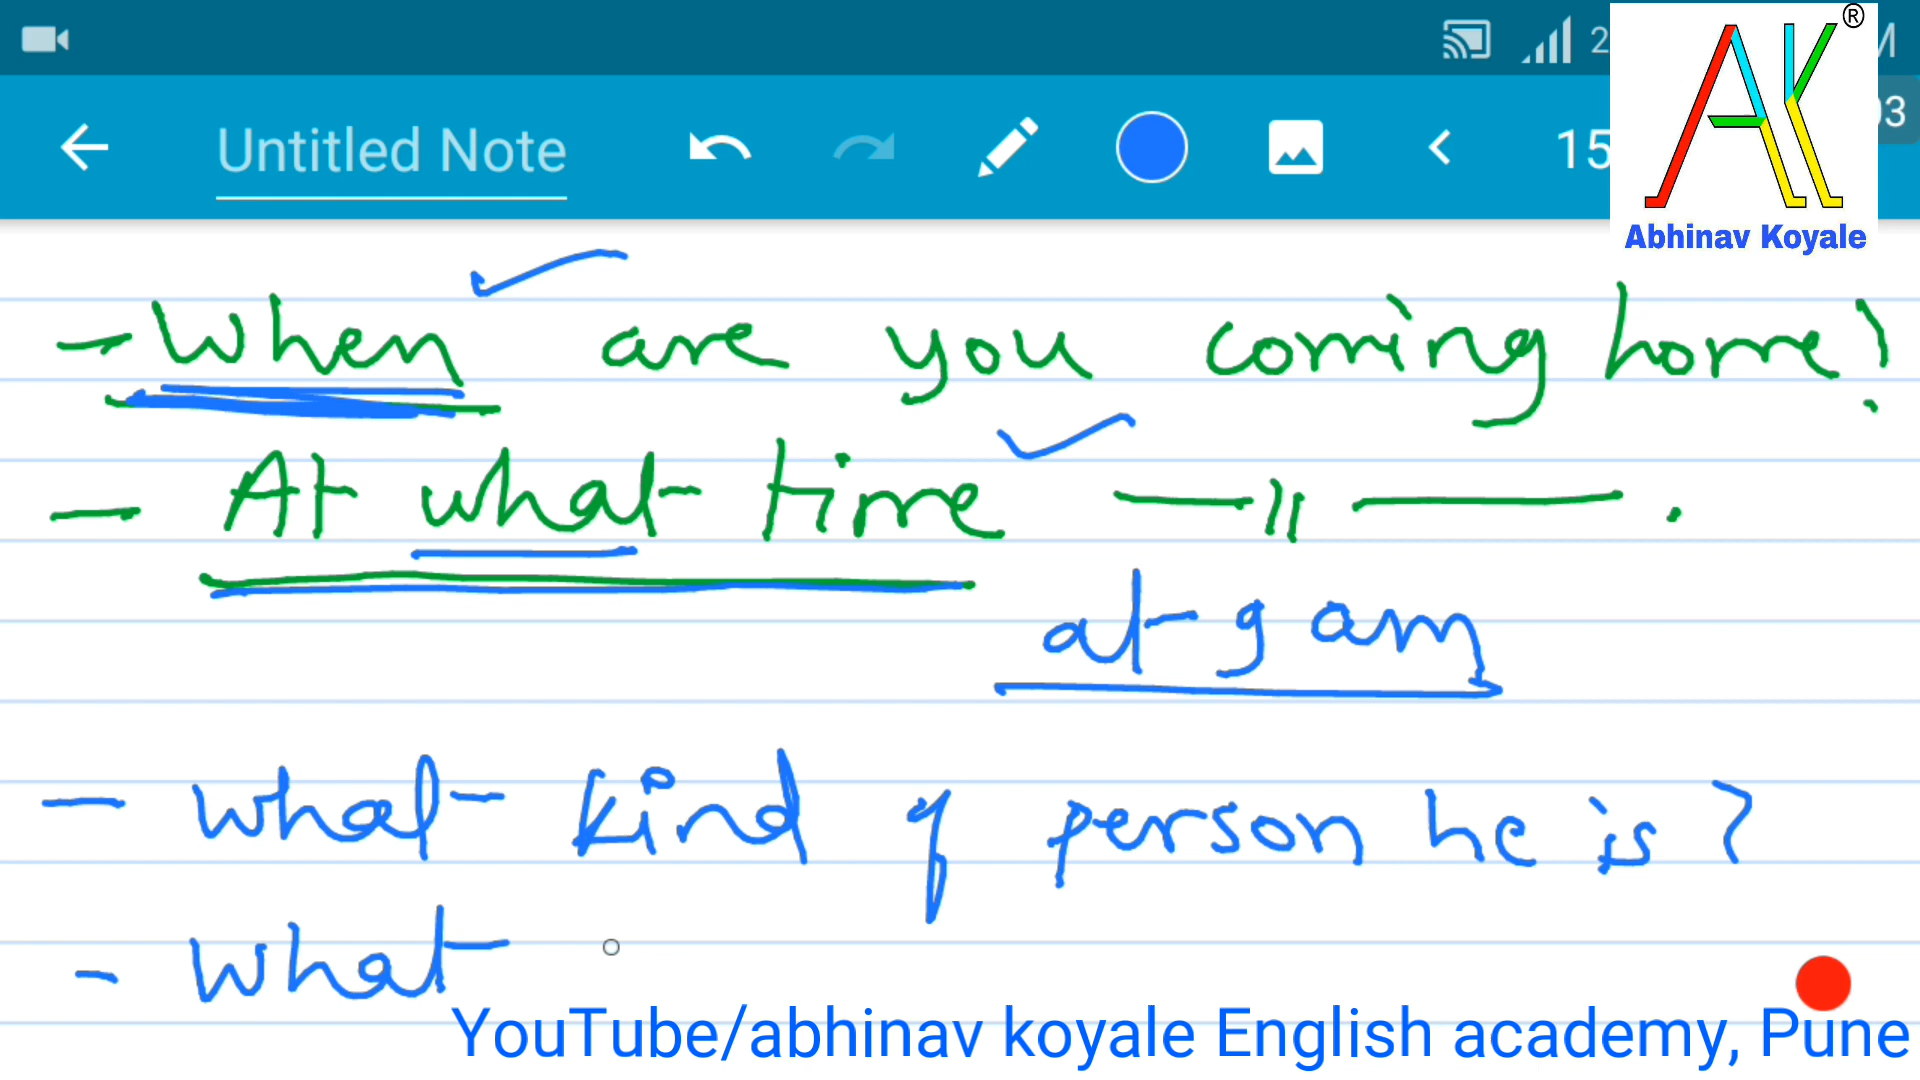 Untitled Note
15
®
Abhinav Koyale
- When are you coming home?
- At what time —〃— .
at 9 am
- what kind of person he is?
- what
YouTube/abhinav koyale English academy, Pune